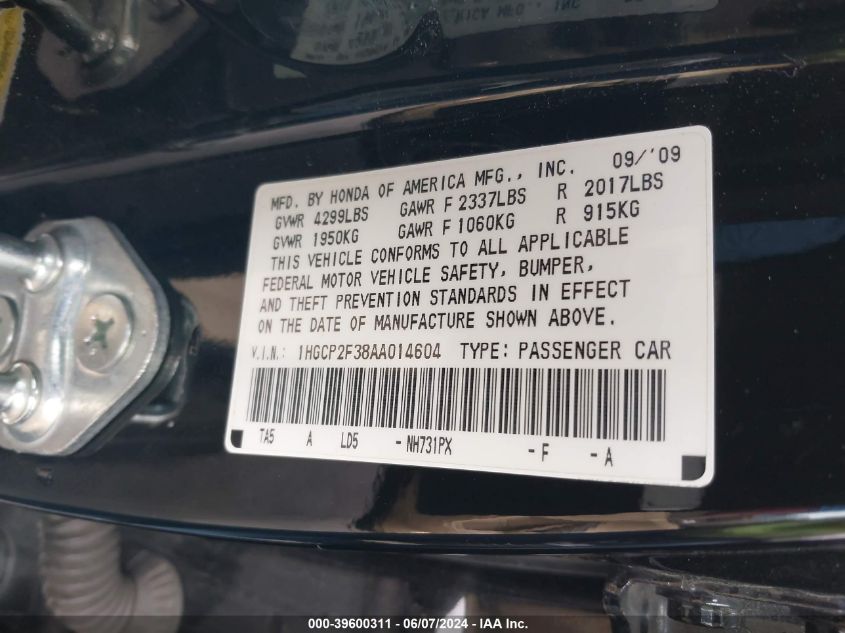 MFD. BY HONDA OF AMERICA MFG., INC. 09/'09
GVWR 4299LBS GAWR F 2337LBS R 2017LBS
GVWR 1950KG GAWR F 1060KG R 915KG
THIS VEHICLE CONFORMS TO ALL APPLICABLE
FEDERAL MOTOR VEHICLE SAFETY, BUMPER,
AND THEFT PREVENTION STANDARDS IN EFFECT
ON THE DATE OF MANUFACTURE SHOWN ABOVE.
V.I.N.: 1HGCP2F38AA014604 TYPE: PASSENGER CAR
TA5 A LD5 - NH731PX - F - A
000-39600311 - 06/07/2024 - IAA Inc.